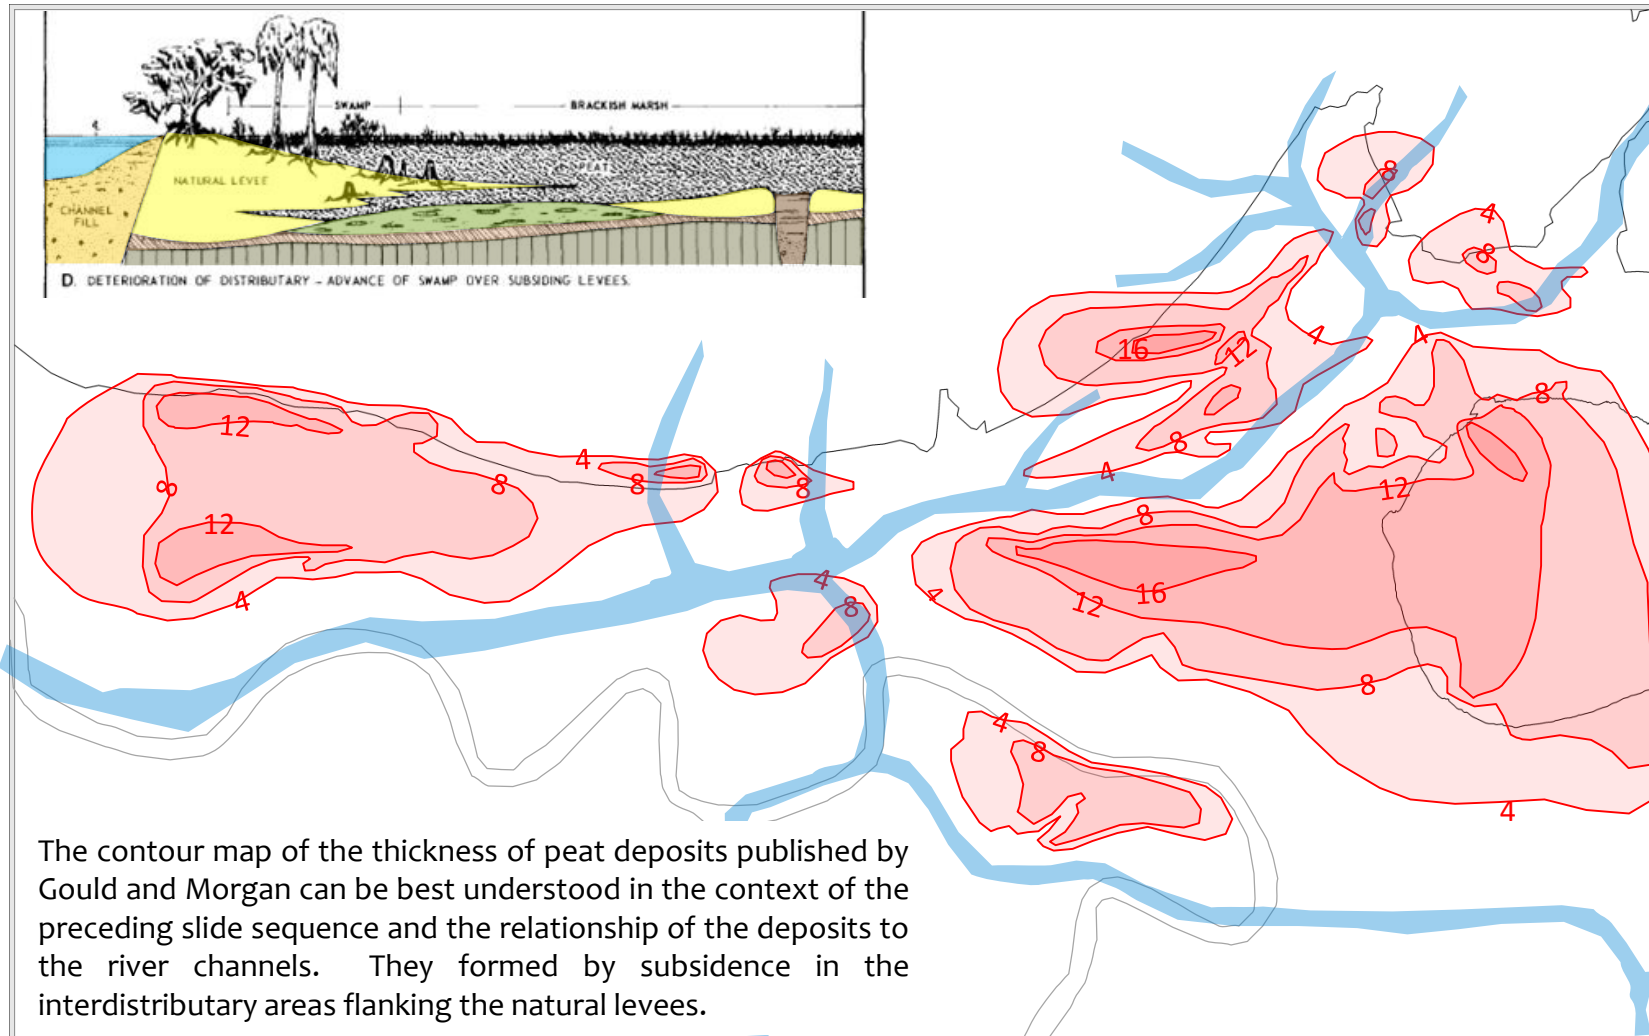 SWAMP
BRACKISH MARSH
NATURAL LEVEE
PEAT
CHANNEL
FILL
D. DETERIORATION OF DISTRIBUTARY – ADVANCE OF SWAMP OVER SUBSIDING LEVEES.
8
4
8
4
4
16
12
8
12
8
4
4
8
8
8
8
8
12
4
12
8
12
4
8
4
12
16
4
8
4
8
4
The contour map of the thickness of peat deposits published by
Gould and Morgan can be best understood in the context of the
preceding slide sequence and the relationship of the deposits to
the river channels. They formed by subsidence in the
interdistributary areas flanking the natural levees.